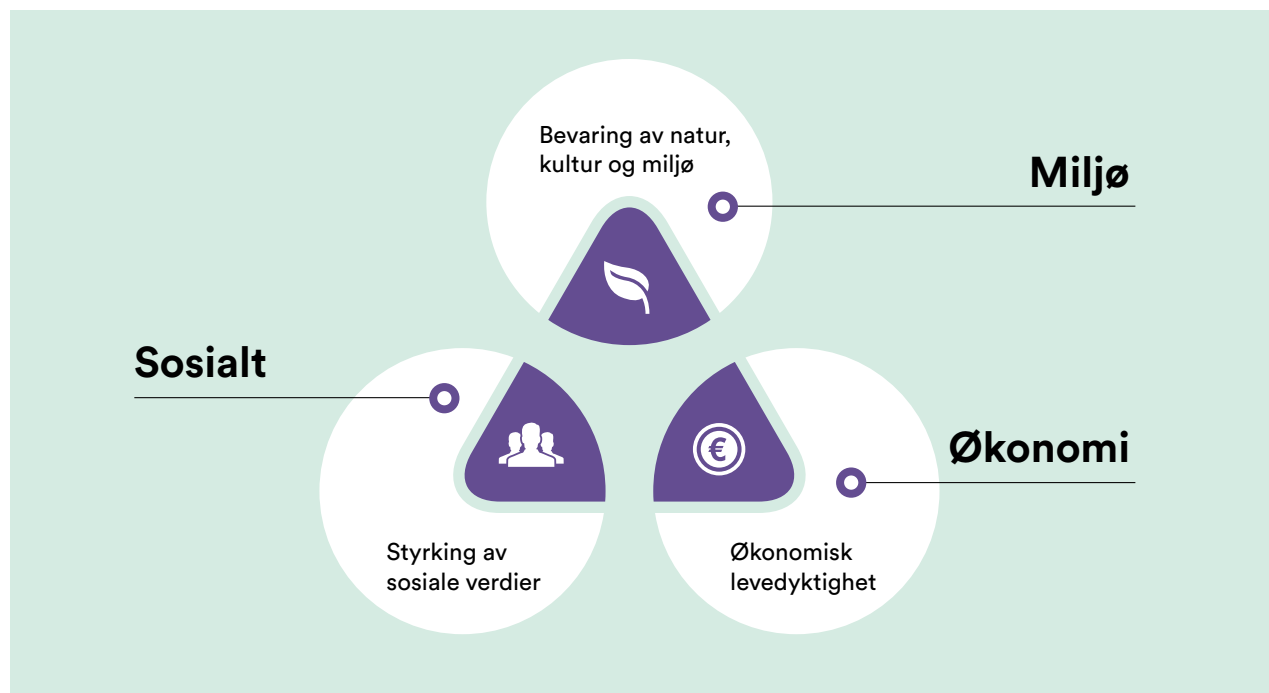 Bevaring av natur,
kultur og miljø
Miljø
Sosialt
Styrking av
sosiale verdier
€
Økonomi
Økonomisk
levedyktighet